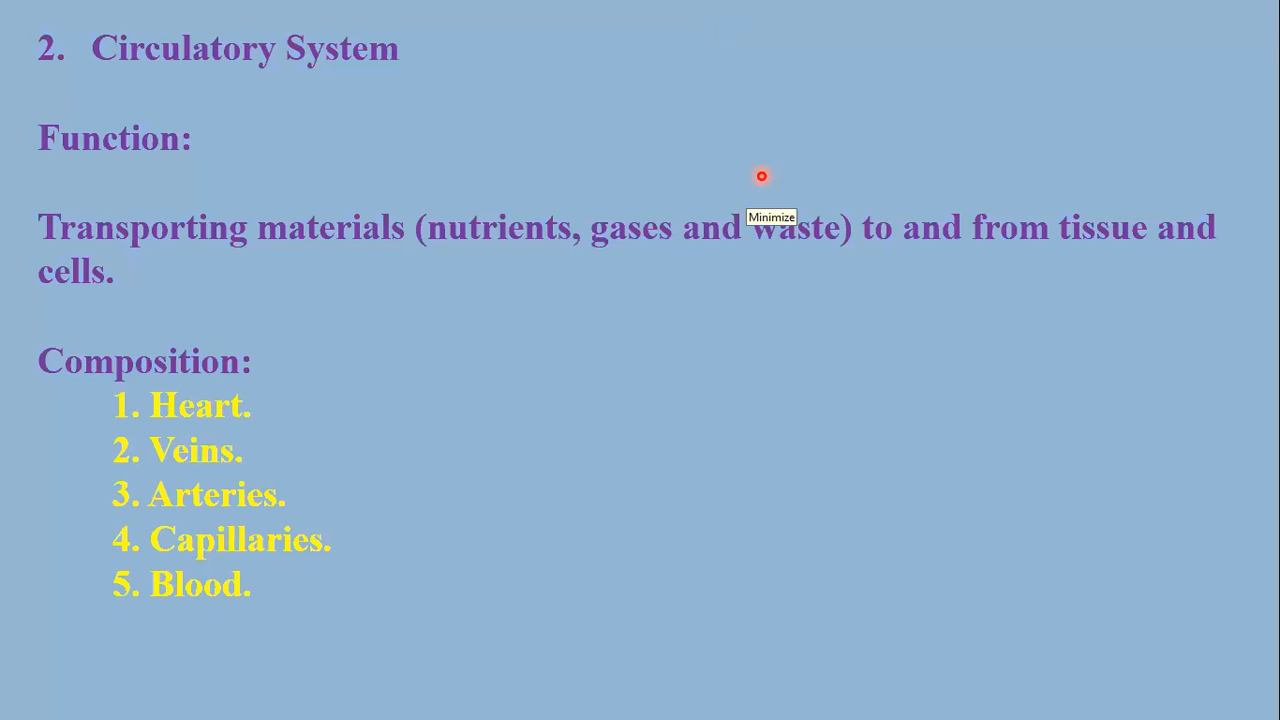 2. Circulatory System
Function:
Minimize
Transporting materials (nutrients, gases and waste) to and from tissue and
cells.
Composition:
1. Heart.
2. Veins.
3. Arteries.
4. Capillaries.
5. Blood.